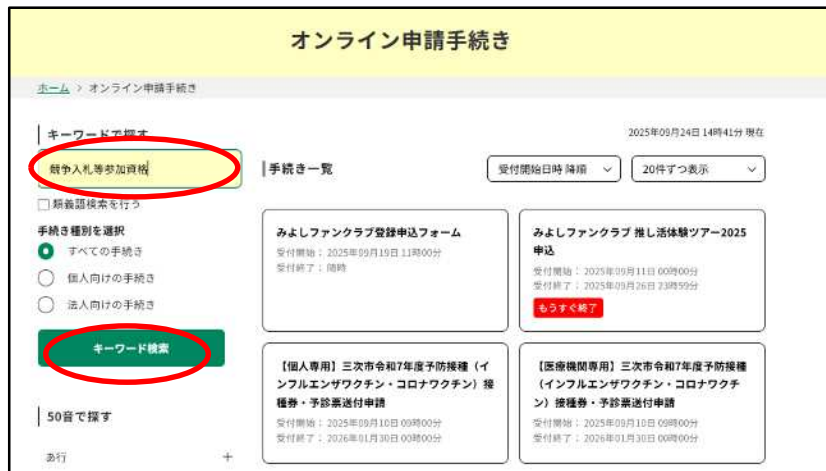 オンライン申請手続き
ホーム > オンライン申請手続き
キーワードで探す
競争入札等参加資格
類義語検索を行う
手続き種別を選択
すべての手続き
個人向けの手続き
法人向けの手続き
キーワード検索
50音で探す
あ行 +
2025年09月24日 14時41分 現在
手続き一覧
受付開始日時 降順
20件ずつ表示
みよしファンクラブ登録申込フォーム
受付開始：2025年09月19日 11時00分
受付終了：随時
みよしファンクラブ 推し活体験ツアー2025
申込
受付開始：2025年09月11日 00時00分
受付終了：2025年09月26日 23時59分
もうすぐ終了
【個人専用】三次市令和7年度予防接種（イ
ンフルエンザワクチン・コロナワクチン）接
種券・予診票送付申請
受付開始：2025年09月10日 09時00分
受付終了：2026年01月30日 00時00分
【医療機関専用】三次市令和7年度予防接種
（インフルエンザワクチン・コロナワクチ
ン）接種券・予診票送付申請
受付開始：2025年09月10日 09時00分
受付終了：2026年01月30日 00時00分